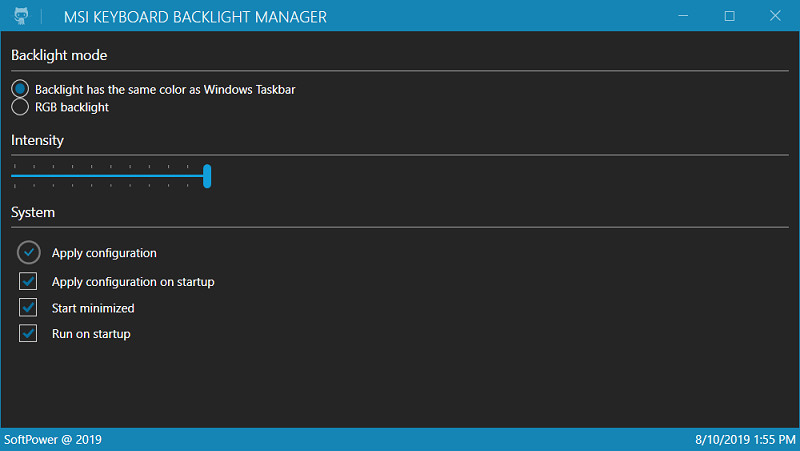 MSI KEYBOARD BACKLIGHT MANAGER
Backlight mode
Backlight has the same color as Windows Taskbar
RGB backlight
Intensity
System
Apply configuration
Apply configuration on startup
Start minimized
Run on startup
SoftPower @ 2019
8/10/2019 1:55 PM